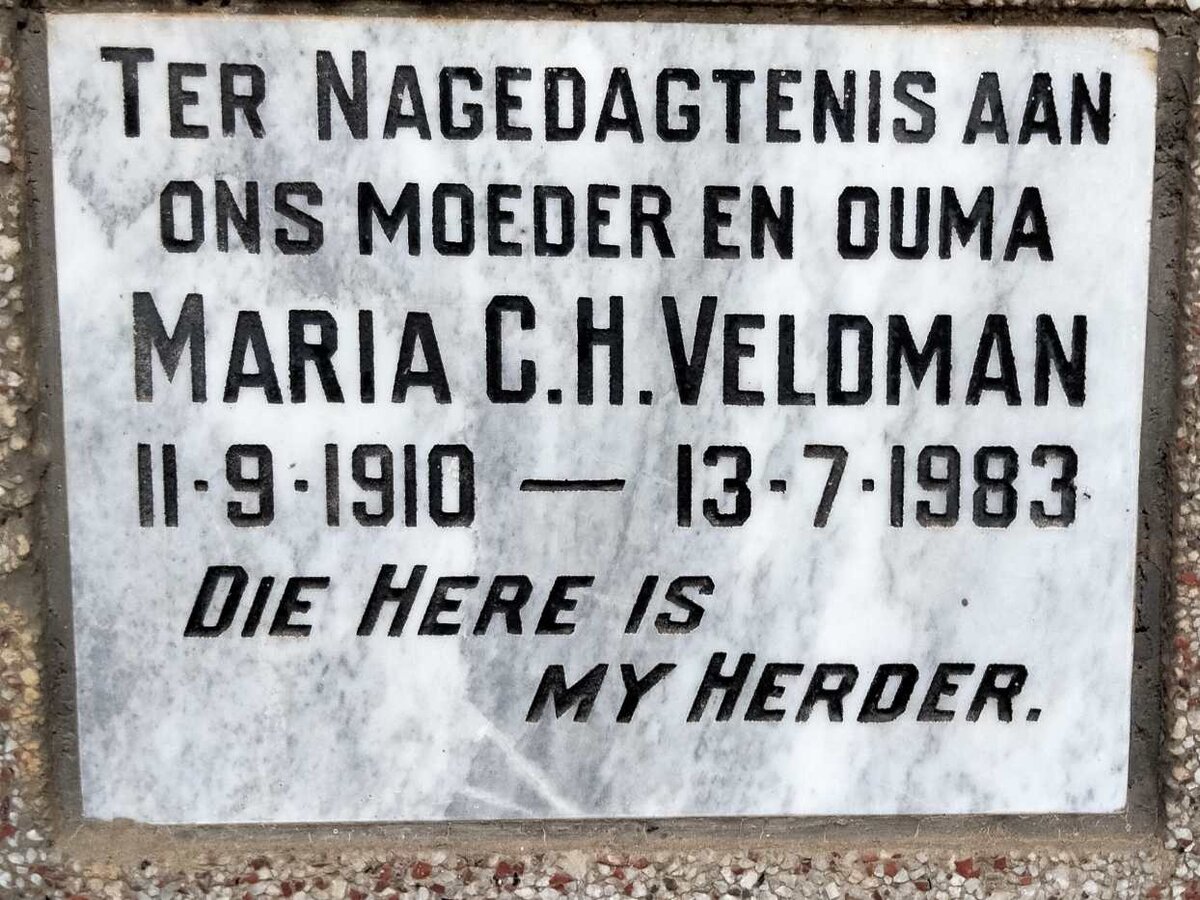 TER NAGEDAGTENIS AAN
ONS MOEDER EN OUMA
MARIA C.H. VELDMAN
11·9·1910 — 13·7·1983
DIE HERE IS
MY HERDER.